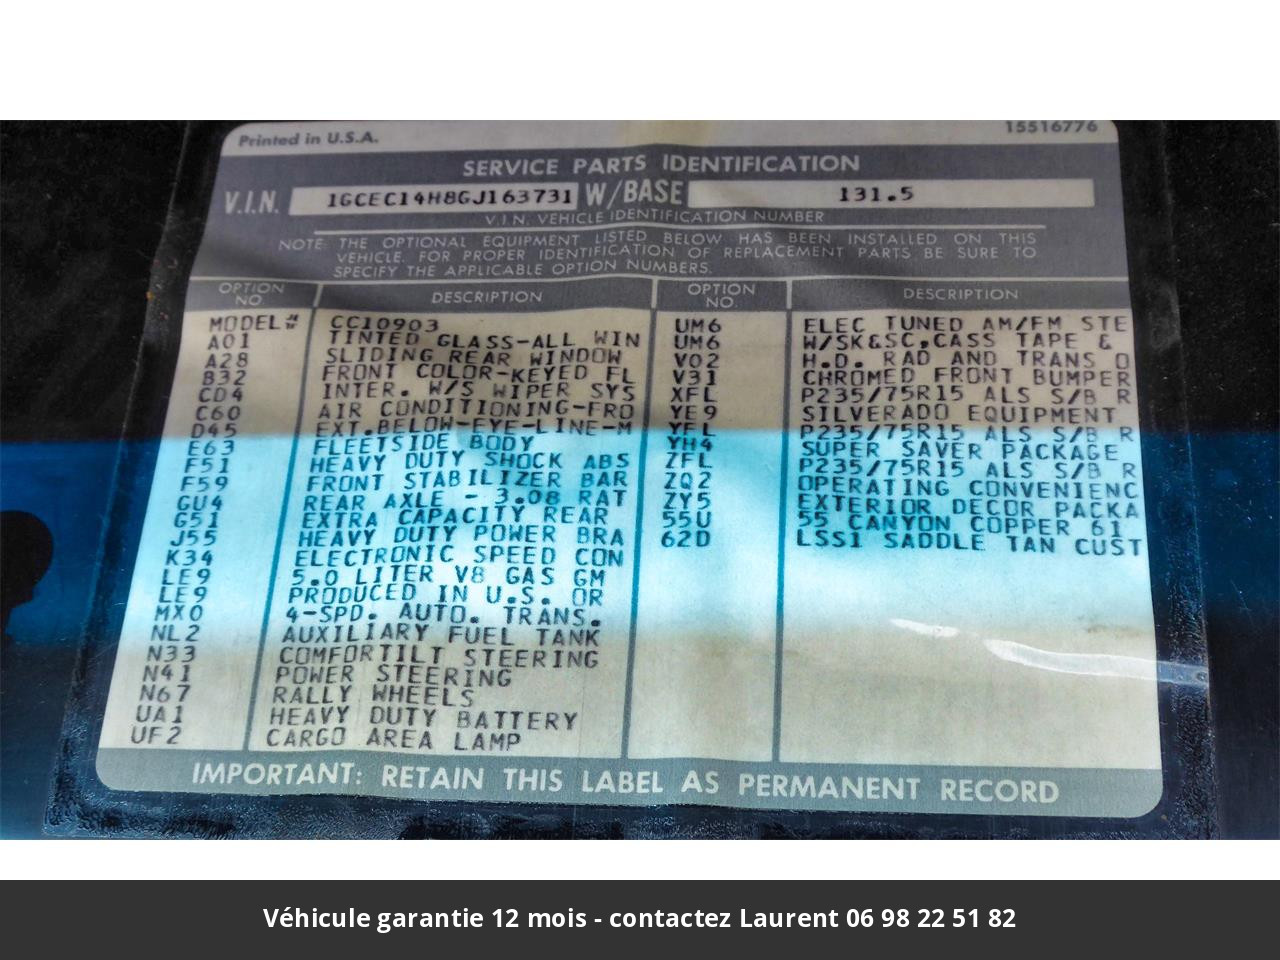 Printed in U.S.A.
15516776
SERVICE PARTS IDENTIFICATION
V.I.N. 1GCEC14H8GJ163731 W/BASE 131.5
V.I.N. VEHICLE IDENTIFICATION NUMBER
NOTE: THE OPTIONAL EQUIPMENT LISTED BELOW HAS BEEN INSTALLED ON THIS
VEHICLE. FOR PROPER IDENTIFICATION OF REPLACEMENT PARTS BE SURE TO
SPECIFY THE APPLICABLE OPTION NUMBERS.
OPTION NO. DESCRIPTION
MODEL# CC10903
A01 TINTED GLASS-ALL WIN
A28 SLIDING REAR WINDOW
B32 FRONT COLOR-KEYED FL
CD4 INTER. W/S WIPER SYS
C60 AIR CONDITIONING-FRO
D45 EXT.BELOW-EYE-LINE-M
E63 FLEETSIDE BODY
F51 HEAVY DUTY SHOCK ABS
F59 FRONT STABILIZER BAR
GU4 REAR AXLE - 3.08 RAT
G51 EXTRA CAPACITY REAR
J55 HEAVY DUTY POWER BRA
K34 ELECTRONIC SPEED CON
LE9 5.0 LITER V8 GAS GM
LE9 PRODUCED IN U.S. OR
MX0 4-SPD. AUTO. TRANS.
NL2 AUXILIARY FUEL TANK
N33 COMFORTILT STEERING
N41 POWER STEERING
N67 RALLY WHEELS
UA1 HEAVY DUTY BATTERY
UF2 CARGO AREA LAMP
OPTION NO. DESCRIPTION
UM6 ELEC TUNED AM/FM STE
UM6 W/SK&SC,CASS TAPE &
V02 H.D. RAD AND TRANS O
V31 CHROMED FRONT BUMPER
XFL P235/75R15 ALS S/B R
YE9 SILVERADO EQUIPMENT
YFL P235/75R15 ALS S/B R
YH4 SUPER SAVER PACKAGE
ZFL P235/75R15 ALS S/B R
ZQ2 OPERATING CONVENIENC
ZY5 EXTERIOR DECOR PACKA
55U 55 CANYON COPPER 61
62D LSS1 SADDLE TAN CUST
IMPORTANT: RETAIN THIS LABEL AS PERMANENT RECORD
Véhicule garantie 12 mois - contactez Laurent 06 98 22 51 82